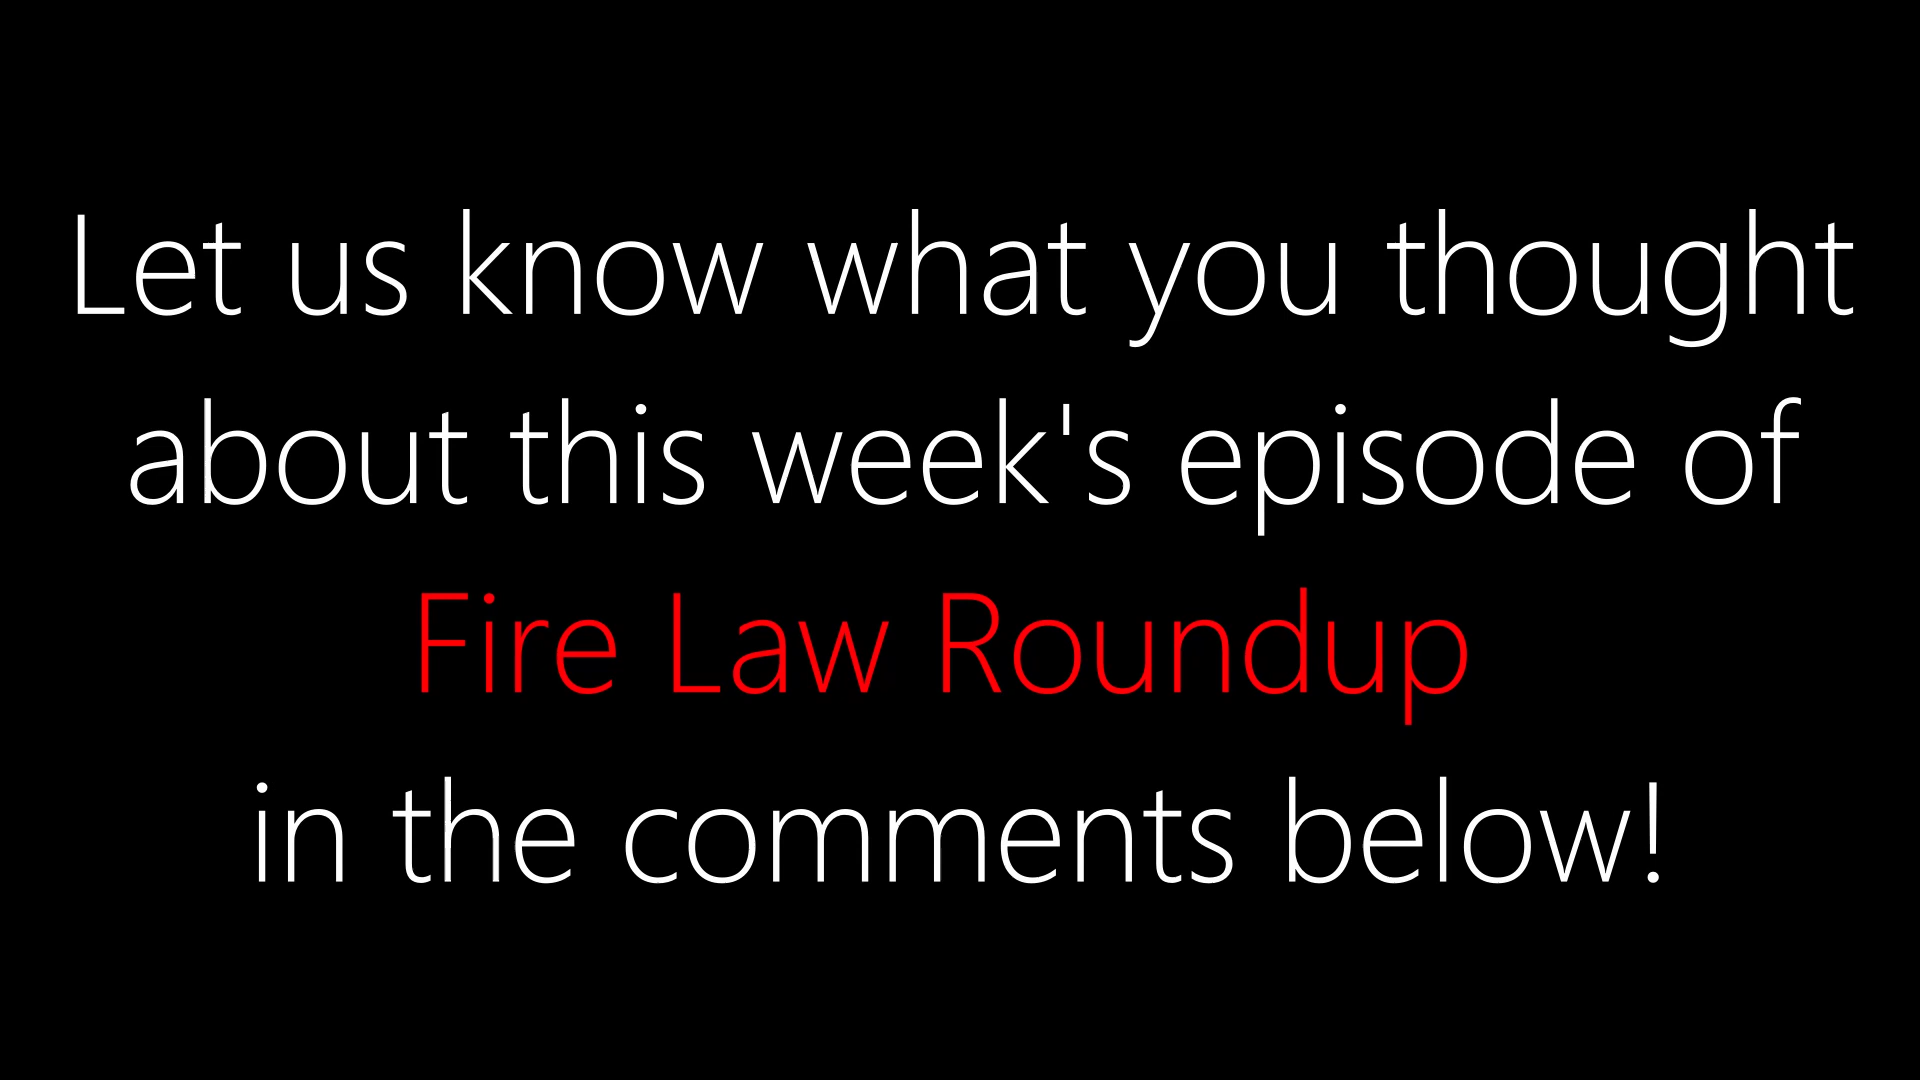 Let us know what you thought
about this week's episode of
Fire Law Roundup
in the comments below!